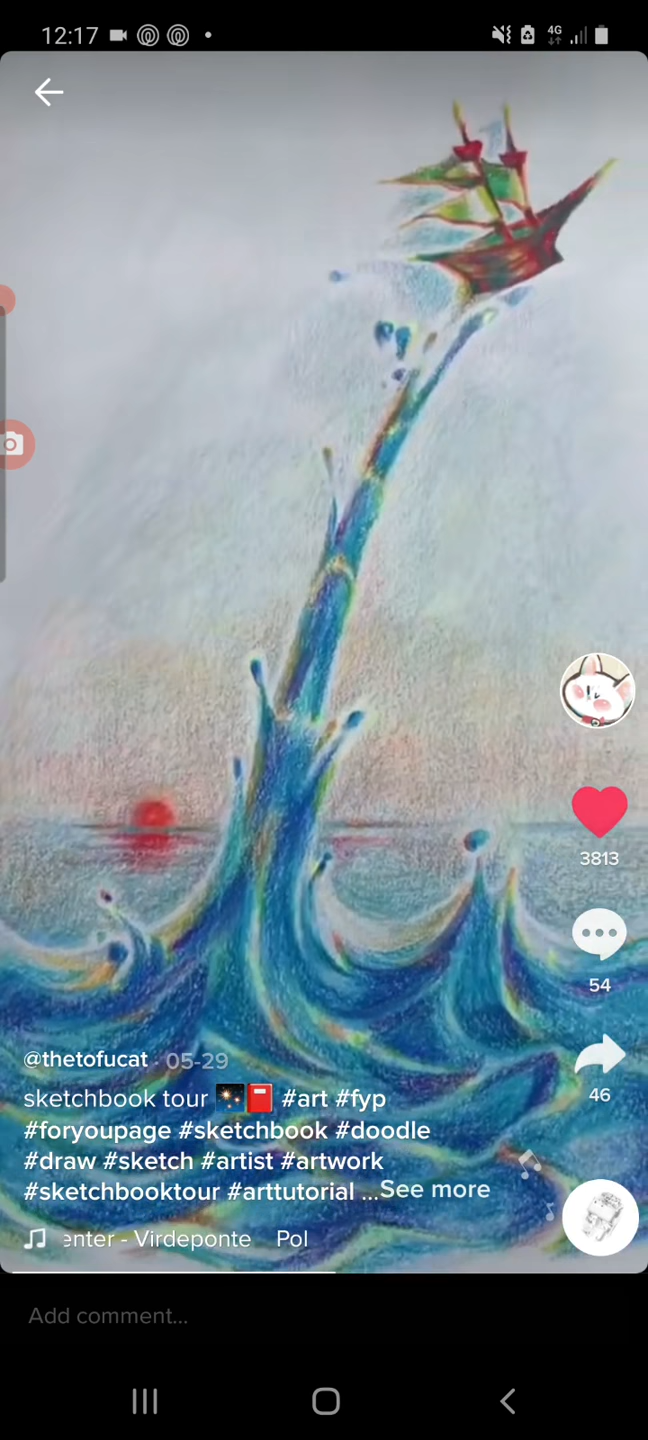 12:17
4G
3813
54
46
@thetofucat · 05-29
sketchbook tour 🎇📕 #art #fyp
#foryoupage #sketchbook #doodle
#draw #sketch #artist #artwork
#sketchbooktour #arttutorial ...See more
enter - Virdeponte Pol
Add comment...